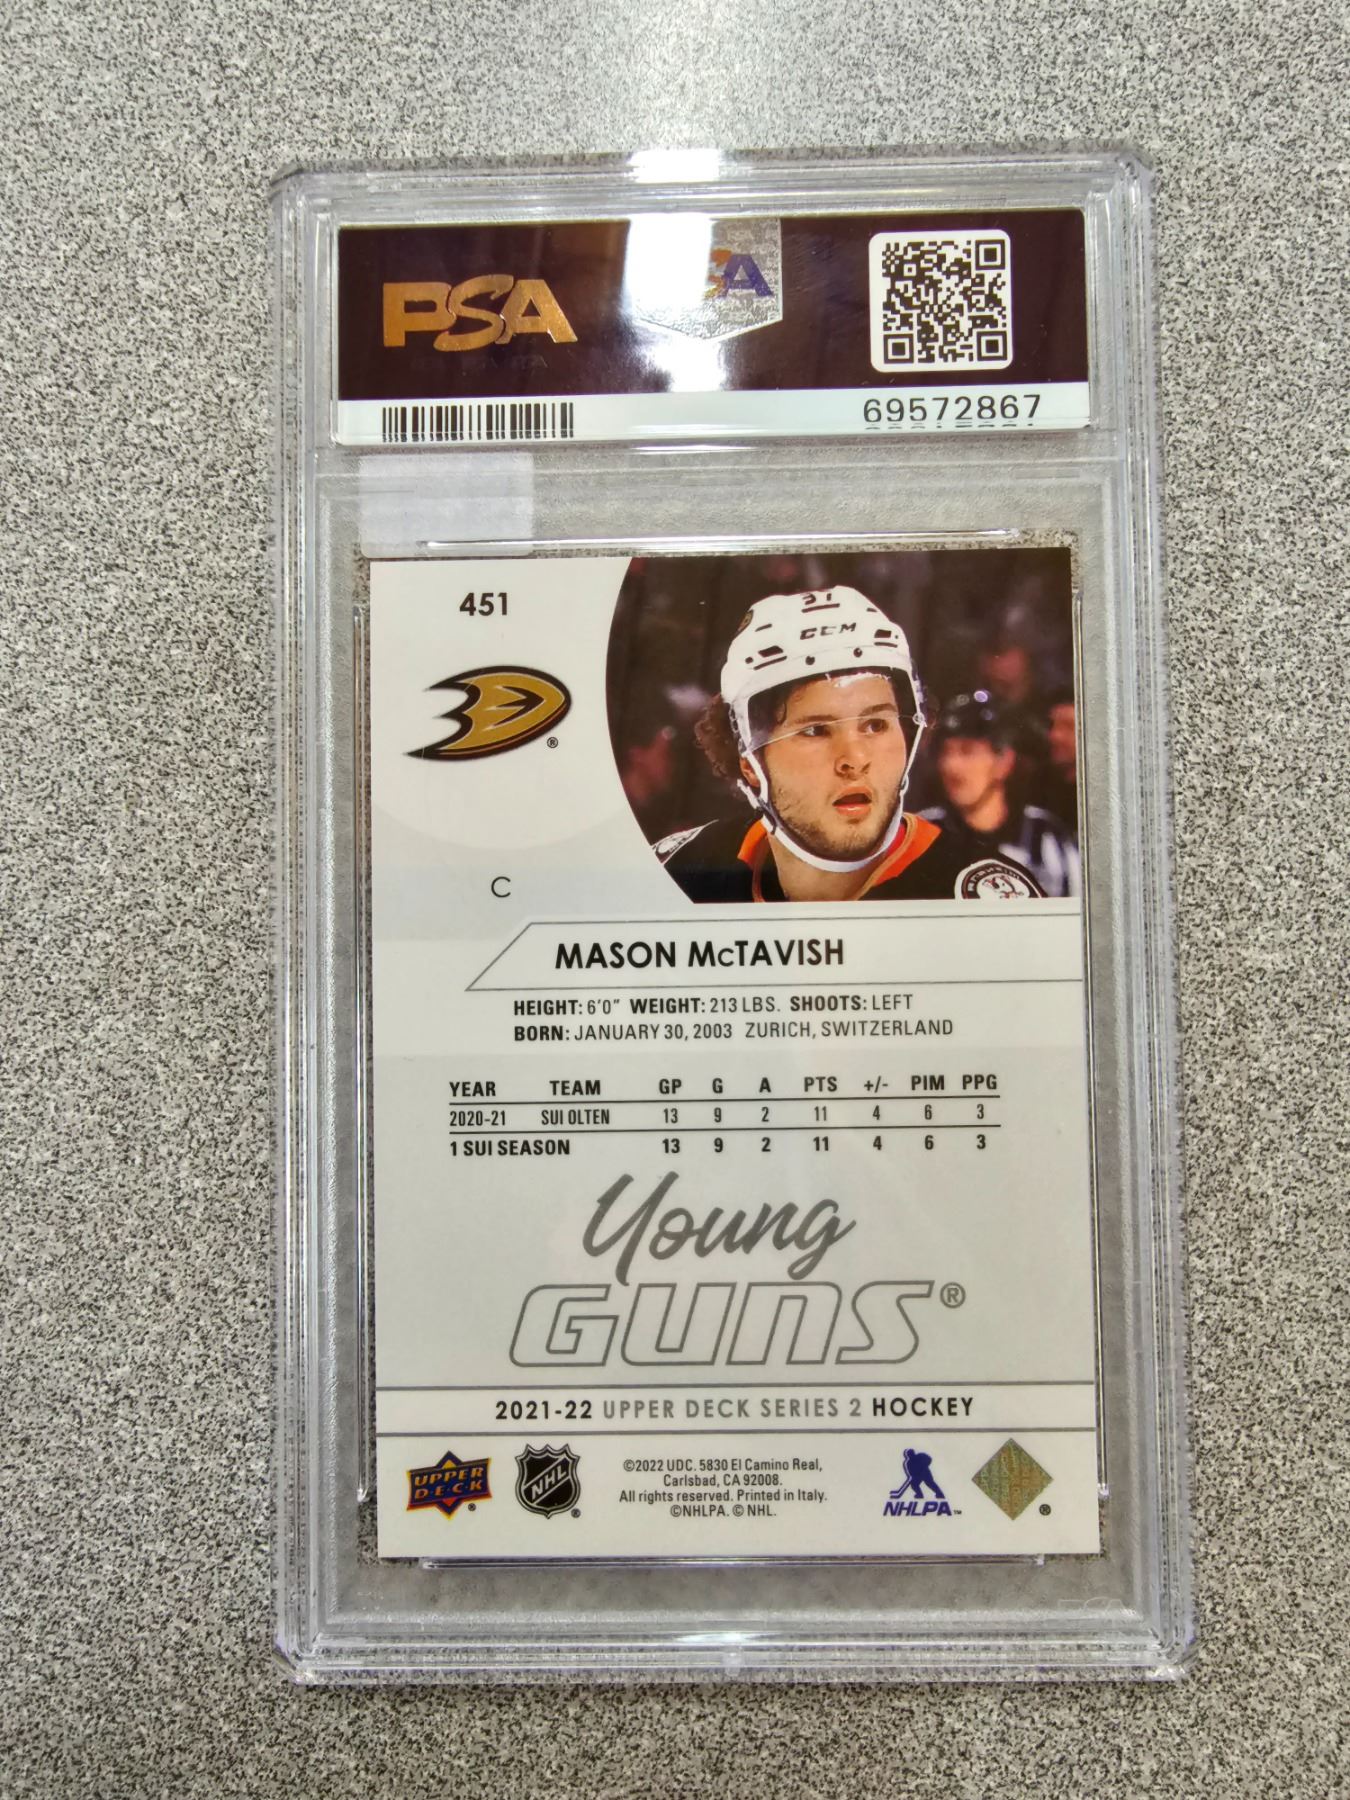 PSA
69572867
451
37
CCM
®
C
MASON McTAVISH
HEIGHT: 6'0" WEIGHT: 213 LBS. SHOOTS: LEFT
BORN: JANUARY 30, 2003 ZURICH, SWITZERLAND
YEAR TEAM GP G A PTS +/- PIM PPG
2020-21 SUI OLTEN 13 9 2 11 4 6 3
1 SUI SEASON 13 9 2 11 4 6 3
Young
GUNS®
2021-22 UPPER DECK SERIES 2 HOCKEY
UPPER
D·E·C·K
®
NHL
®
©2022 UDC. 5830 El Camino Real,
Carlsbad, CA 92008.
All rights reserved. Printed in Italy.
©NHLPA. © NHL.
NHLPA™
®